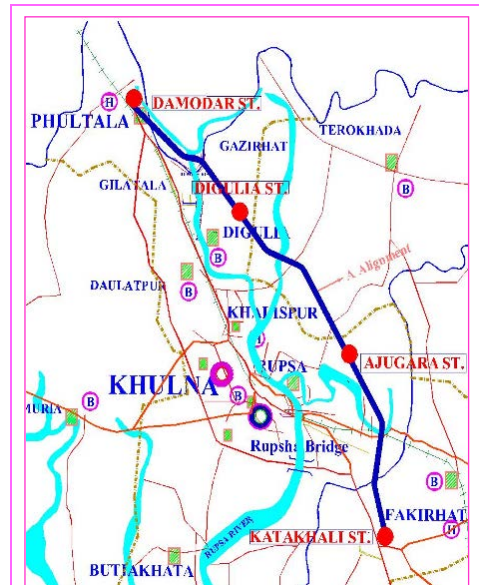 H
DAMODAR ST.
PHULTALA
TEROKHADA
GAZIRHAT
B
GILATALA
DIGULIA ST.
DIGULIA
B
A Alignment
DAULATPUR
B
KHALISPUR
H
RUPSA
AJUGARA ST.
KHULNA
B
B
MURIA
Rupsha Bridge
B
FAKIRHAT
H
RUPSA RIVER
KATAKHALI ST.
BUTIAKHATA